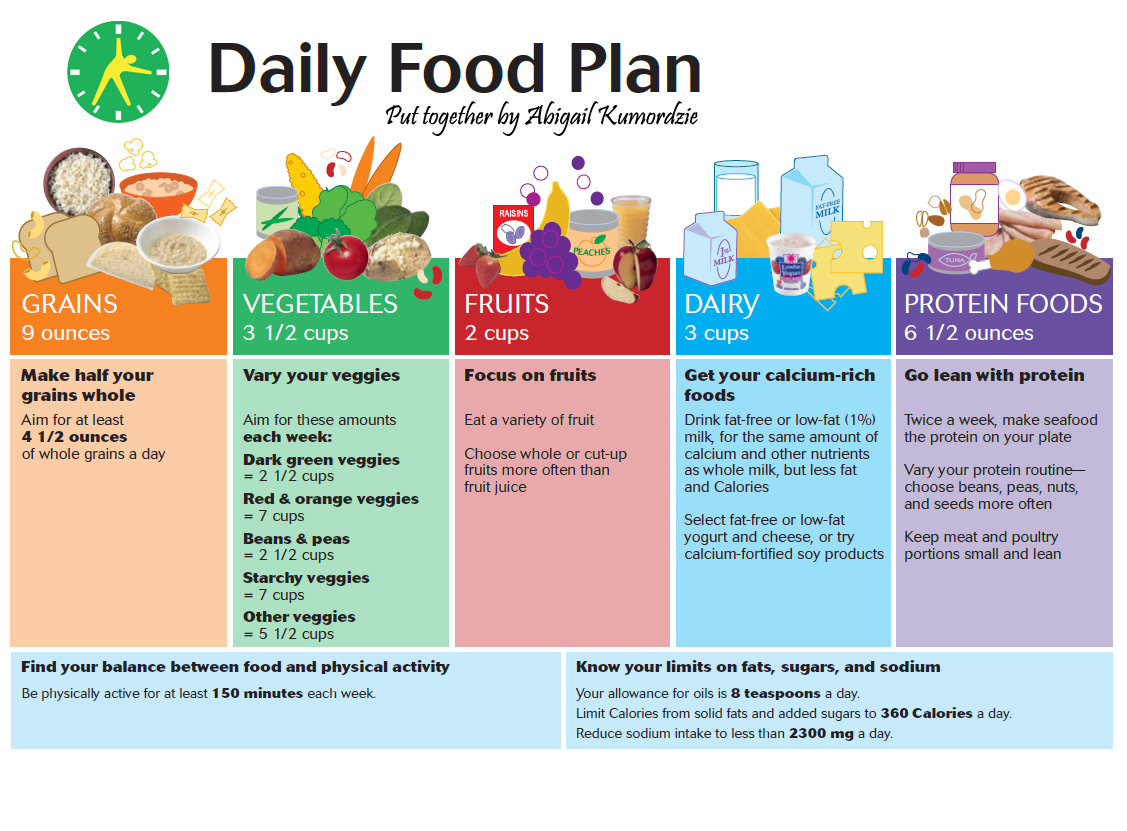 Daily Food Plan
Put together by Abigail Kumordzie
RAISINS
PEACHES
1%
MILK
FAT-FREE
MILK
Lowfat
Yogurt
TUNA
GRAINS
9 ounces
VEGETABLES
3 1/2 cups
FRUITS
2 cups
DAIRY
3 cups
PROTEIN FOODS
6 1/2 ounces
Make half your
grains whole
Aim for at least
4 1/2 ounces
of whole grains a day
Vary your veggies
Aim for these amounts
each week:
Dark green veggies
= 2 1/2 cups
Red & orange veggies
= 7 cups
Beans & peas
= 2 1/2 cups
Starchy veggies
= 7 cups
Other veggies
= 5 1/2 cups
Focus on fruits
Eat a variety of fruit
Choose whole or cut-up
fruits more often than
fruit juice
Get your calcium-rich
foods
Drink fat-free or low-fat (1%)
milk, for the same amount of
calcium and other nutrients
as whole milk, but less fat
and Calories
Select fat-free or low-fat
yogurt and cheese, or try
calcium-fortified soy products
Go lean with protein
Twice a week, make seafood
the protein on your plate
Vary your protein routine—
choose beans, peas, nuts,
and seeds more often
Keep meat and poultry
portions small and lean
Find your balance between food and physical activity
Be physically active for at least 150 minutes each week.
Know your limits on fats, sugars, and sodium
Your allowance for oils is 8 teaspoons a day.
Limit Calories from solid fats and added sugars to 360 Calories a day.
Reduce sodium intake to less than 2300 mg a day.